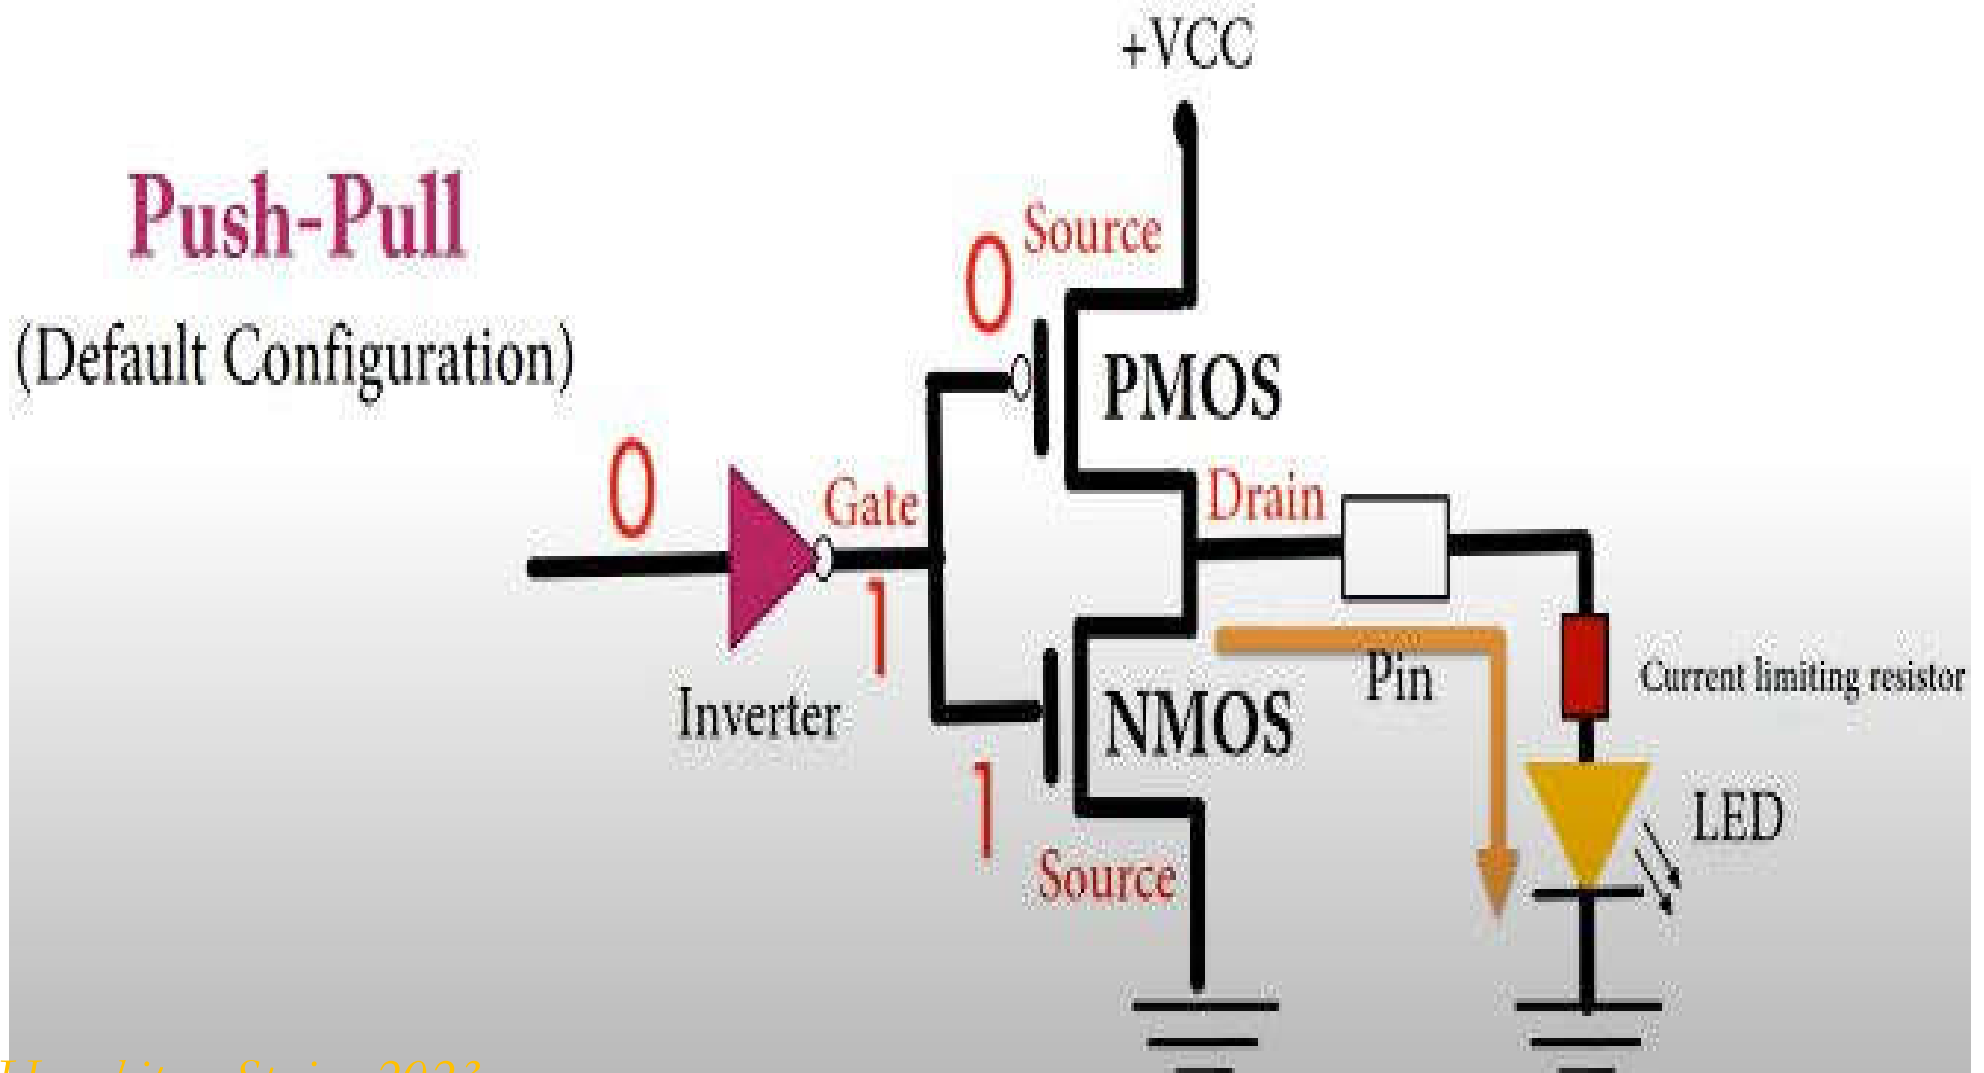 +VCC
Push-Pull
(Default Configuration)
0
Source
PMOS
0
Gate
Drain
1
Inverter
NMOS
Pin
Current limiting resistor
1
Source
LED
2023